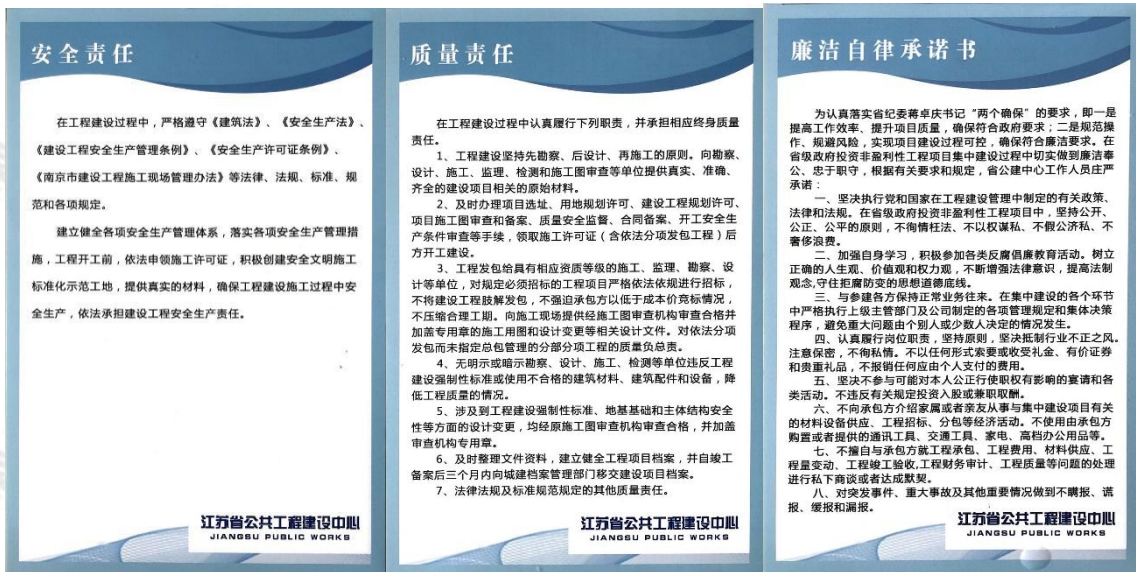 安全责任
在工程建设过程中，严格遵守《建筑法》、《安全生产法》、
《建设工程安全生产管理条例》、《安全生产许可证条例》、
《南京市建设工程施工现场管理办法》等法律、法规、标准、规
范和各项规定。
建立健全各项安全生产管理体系，落实各项安全生产管理措
施，工程开工前，依法申领施工许可证，积极创建安全文明施工
标准化示范工地，提供真实的材料，确保工程建设施工过程中安
全生产，依法承担建设工程安全生产责任。
江苏省公共工程建设中心
JIANGSU PUBLIC WORKS
质量责任
在工程建设过程中认真履行下列职责，并承担相应终身质量
责任。
1、工程建设坚持先勘察、后设计、再施工的原则。向勘察、
设计、施工、监理、检测和施工图审查等单位提供真实、准确、
齐全的建设项目相关的原始材料。
2、及时办理项目选址、用地规划许可、建设工程规划许可、
项目施工图审查和备案、质量安全监督、合同备案、开工安全生
产条件审查等手续，领取施工许可证（含依法分项发包工程）后
方开工建设。
3、工程发包给具有相应资质等级的施工、监理、勘察、设
计等单位，对规定必须招标的工程项目严格依法依规进行招标，
不将建设工程肢解发包，不强迫承包方以低于成本价竞标情况，
不压缩合理工期。向施工现场提供经施工图审查机构审查合格并
加盖专用章的施工用图和设计变更等相关设计文件。对依法分项
发包而未指定总包管理的分部分项工程的质量负总责。
4、无明示或暗示勘察、设计、施工、检测等单位违反工程
建设强制性标准或使用不合格的建筑材料、建筑配件和设备，降
低工程质量的情况。
5、涉及到工程建设强制性标准、地基基础和主体结构安全
性等方面的设计变更，均经原施工图审查机构审查合格，并加盖
审查机构专用章。
6、及时整理文件资料，建立健全工程项目档案，并自竣工
备案后三个月内向城建档案管理部门移交建设项目档案。
7、法律法规及标准规范规定的其他质量责任。
江苏省公共工程建设中心
JIANGSU PUBLIC WORKS
廉洁自律承诺书
为认真落实省纪委蒋卓庆书记“两个确保”的要求，即一是
提高工作效率、提升项目质量，确保符合政府要求；二是规范操
作、规避风险，实现项目建设过程可控，确保符合廉洁要求。在
省级政府投资非盈利性工程项目集中建设过程中切实做到廉洁奉
公、忠于职守，根据有关要求和规定，省公建中心工作人员庄严
承诺：
一、坚决执行党和国家在工程建设管理中制定的有关政策、
法律和法规。在省级政府投资非盈利性工程项目中，坚持公开、
公正、公平的原则，不徇情枉法、不以权谋私、不假公济私、不
奢侈浪费。
二、加强自身学习，积极参加各类反腐倡廉教育活动。树立
正确的人生观、价值观和权力观，不断增强法律意识，提高法制
观念,守住拒腐防变的思想道德底线。
三、与参建各方保持正常业务往来。在集中建设的各个环节
中严格执行上级主管部门及公司制定的各项管理规定和集体决策
程序，避免重大问题由个别人或少数人决定的情况发生。
四、认真履行岗位职责，坚持原则，坚决抵制行业不正之风。
注意保密，不徇私情。不以任何形式索要或收受礼金、有价证券
和贵重礼品，不报销任何应由个人支付的费用。
五、坚决不参与可能对本人公正行使职权有影响的宴请和各
类活动。不违反有关规定投资入股或兼职取酬。
六、不向承包方介绍家属或者亲友从事与集中建设项目有关
的材料设备供应、工程招标、分包等经济活动。不使用由承包方
购置或者提供的通讯工具、交通工具、家电、高档办公用品等。
七、不擅自与承包方就工程承包、工程费用、材料供应、工
程量变动、工程竣工验收,工程财务审计、工程质量等问题的处理
进行私下商谈或者达成默契。
八、对突发事件、重大事故及其他重要情况做到不瞒报、谎
报、缓报和漏报。
江苏省公共工程建设中心
JIANGSU PUBLIC WORKS